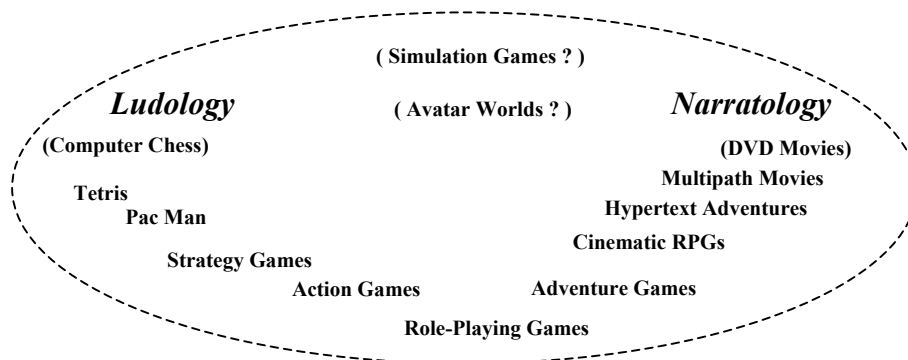 ( Simulation Games ? )
Ludology
( Avatar Worlds ? )
Narratology
(Computer Chess)
(DVD Movies)
Multipath Movies
Tetris
Hypertext Adventures
Pac Man
Cinematic RPGs
Strategy Games
Action Games
Adventure Games
Role-Playing Games